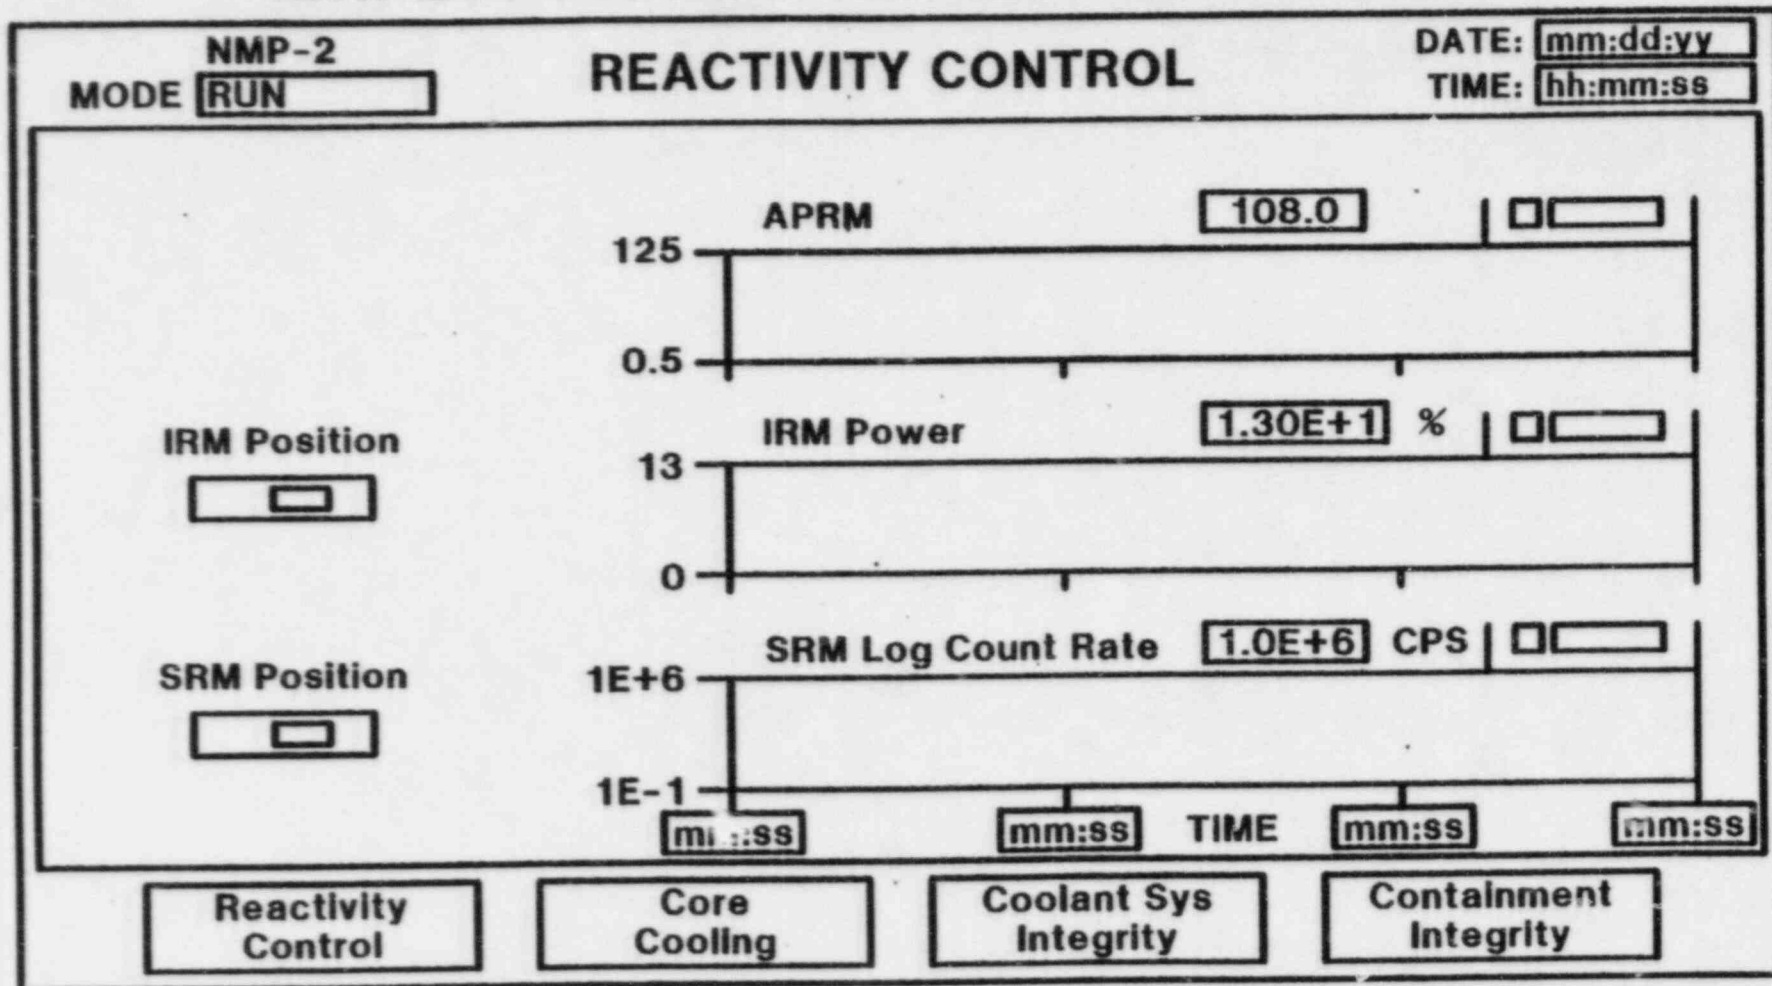 NMP-2
MODE RUN
REACTIVITY CONTROL
DATE: mm:dd:yy
TIME: hh:mm:ss
APRM 108.0
125
0.5
IRM Position
IRM Power 1.30E+1 %
13
0
SRM Position
SRM Log Count Rate 1.0E+6 CPS
1E+6
1E-1
mm:ss TIME mm:ss mm:ss
Reactivity
Control
Core
Cooling
Coolant Sys
Integrity
Containment
Integrity